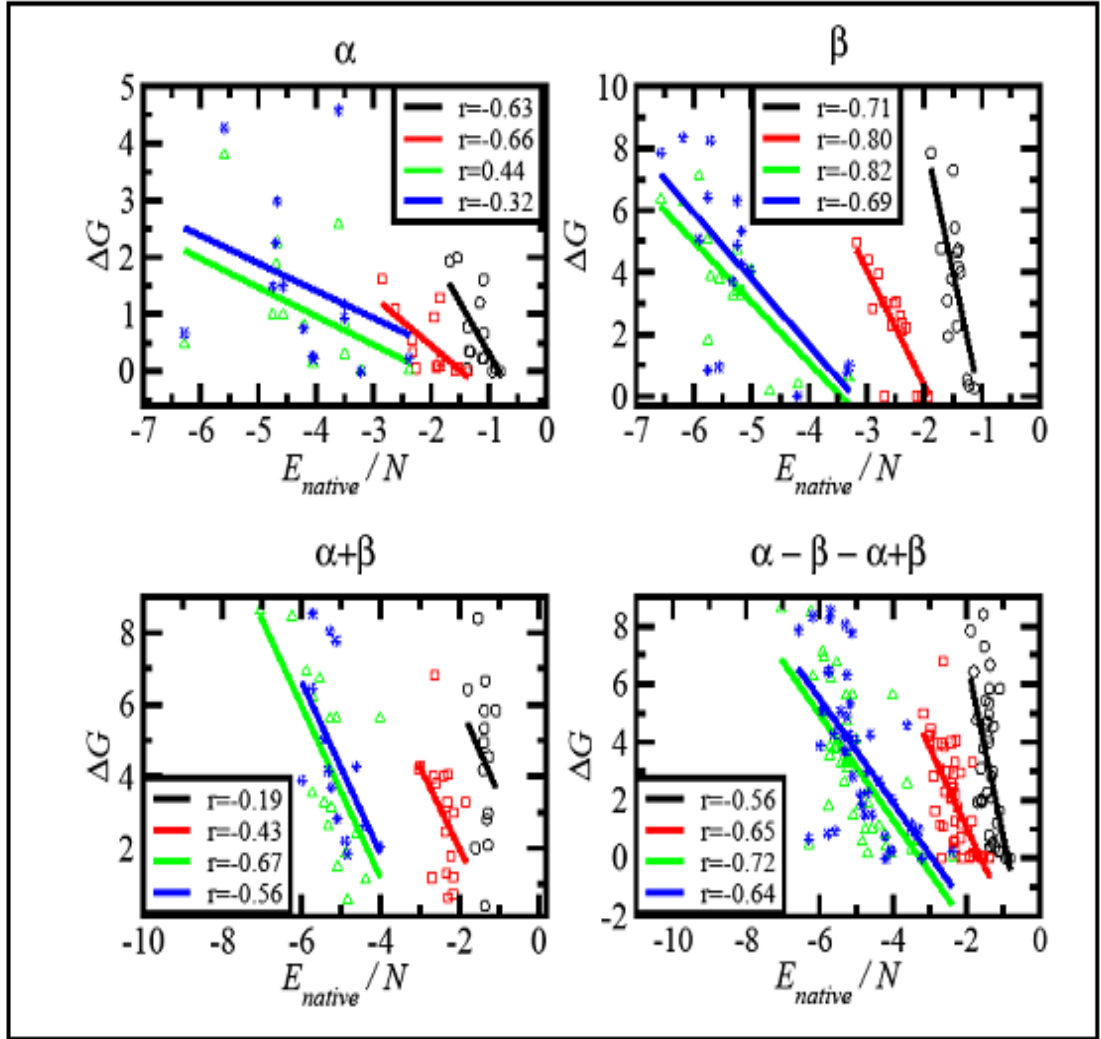 α
β
5
4
3
2
1
0
ΔG
r=-0.63
r=-0.66
r=0.44
r=-0.32
-7 -6 -5 -4 -3 -2 -1 0
E_native / N
10
8
6
4
2
0
ΔG
r=-0.71
r=-0.80
r=-0.82
r=-0.69
-7 -6 -5 -4 -3 -2 -1 0
E_native / N
α+β
α – β – α+β
8
6
4
2
ΔG
r=-0.19
r=-0.43
r=-0.67
r=-0.56
-10 -8 -6 -4 -2 0
E_native / N
8
6
4
2
0
-2
ΔG
r=-0.56
r=-0.65
r=-0.72
r=-0.64
-10 -8 -6 -4 -2 0
E_native / N